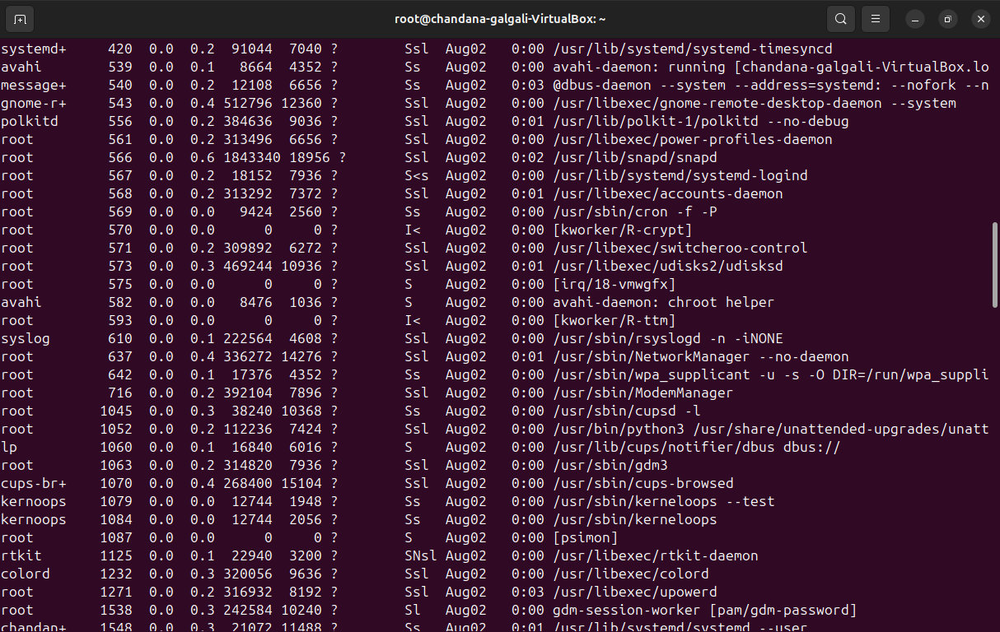 root@chandana-galgali-VirtualBox: ~
systemd+     420  0.0  0.2  91044  7040 ?        Ssl  Aug02   0:00 /usr/lib/systemd/systemd-timesyncd
avahi        539  0.0  0.1   8664  4352 ?        Ss   Aug02   0:00 avahi-daemon: running [chandana-galgali-VirtualBox.lo
message+     540  0.0  0.2  12108  6656 ?        Ss   Aug02   0:03 @dbus-daemon --system --address=systemd: --nofork --n
gnome-r+     543  0.0  0.4 512796 12360 ?        Ssl  Aug02   0:00 /usr/libexec/gnome-remote-desktop-daemon --system
polkitd      556  0.0  0.2 384636  9036 ?        Ssl  Aug02   0:01 /usr/lib/polkit-1/polkitd --no-debug
root         561  0.0  0.2 313496  6656 ?        Ssl  Aug02   0:00 /usr/libexec/power-profiles-daemon
root         566  0.0  0.6 1843340 18956 ?       Ssl  Aug02   0:02 /usr/lib/snapd/snapd
root         567  0.0  0.2  18152  7936 ?        S<s  Aug02   0:00 /usr/lib/systemd/systemd-logind
root         568  0.0  0.2 313292  7372 ?        Ssl  Aug02   0:01 /usr/libexec/accounts-daemon
root         569  0.0  0.0   9424  2560 ?        Ss   Aug02   0:00 /usr/sbin/cron -f -P
root         570  0.0  0.0      0     0 ?        I<   Aug02   0:00 [kworker/R-crypt]
root         571  0.0  0.2 309892  6272 ?        Ssl  Aug02   0:00 /usr/libexec/switcheroo-control
root         573  0.0  0.3 469244 10936 ?        Ssl  Aug02   0:01 /usr/libexec/udisks2/udisksd
root         575  0.0  0.0      0     0 ?        S    Aug02   0:00 [irq/18-vmwgfx]
avahi        582  0.0  0.0   8476  1036 ?        S    Aug02   0:00 avahi-daemon: chroot helper
root         593  0.0  0.0      0     0 ?        I<   Aug02   0:00 [kworker/R-ttm]
syslog       610  0.0  0.1 222564  4608 ?        Ssl  Aug02   0:00 /usr/sbin/rsyslogd -n -iNONE
root         637  0.0  0.4 336272 14276 ?        Ssl  Aug02   0:01 /usr/sbin/NetworkManager --no-daemon
root         642  0.0  0.1  17376  4352 ?        Ss   Aug02   0:00 /usr/sbin/wpa_supplicant -u -s -O DIR=/run/wpa_suppli
root         716  0.0  0.2 392104  7896 ?        Ssl  Aug02   0:00 /usr/sbin/ModemManager
root        1045  0.0  0.3  38240 10368 ?        Ss   Aug02   0:00 /usr/sbin/cupsd -l
root        1052  0.0  0.2 112236  7424 ?        Ssl  Aug02   0:00 /usr/bin/python3 /usr/share/unattended-upgrades/unatt
lp          1060  0.0  0.1  16840  6016 ?        S    Aug02   0:00 /usr/lib/cups/notifier/dbus dbus://
root        1063  0.0  0.2 314820  7936 ?        Ssl  Aug02   0:00 /usr/sbin/gdm3
cups-br+    1070  0.0  0.4 268400 15104 ?        Ssl  Aug02   0:00 /usr/sbin/cups-browsed
kernoops    1079  0.0  0.0  12744  1948 ?        Ss   Aug02   0:00 /usr/sbin/kerneloops --test
kernoops    1084  0.0  0.0  12744  2056 ?        Ss   Aug02   0:00 /usr/sbin/kerneloops
root        1087  0.0  0.0      0     0 ?        S    Aug02   0:00 [psimon]
rtkit       1125  0.0  0.1  22940  3200 ?        SNsl Aug02   0:00 /usr/libexec/rtkit-daemon
colord      1232  0.0  0.3 320056  9636 ?        Ssl  Aug02   0:00 /usr/libexec/colord
root        1271  0.0  0.2 316932  8192 ?        Ssl  Aug02   0:03 /usr/libexec/upowerd
root        1538  0.0  0.3 242584 10240 ?        Sl   Aug02   0:00 gdm-session-worker [pam/gdm-password]
chandan+    1548  0.0  0.3  21072 11488 ?        Ss   Aug02   0:01 /usr/lib/systemd/systemd --user